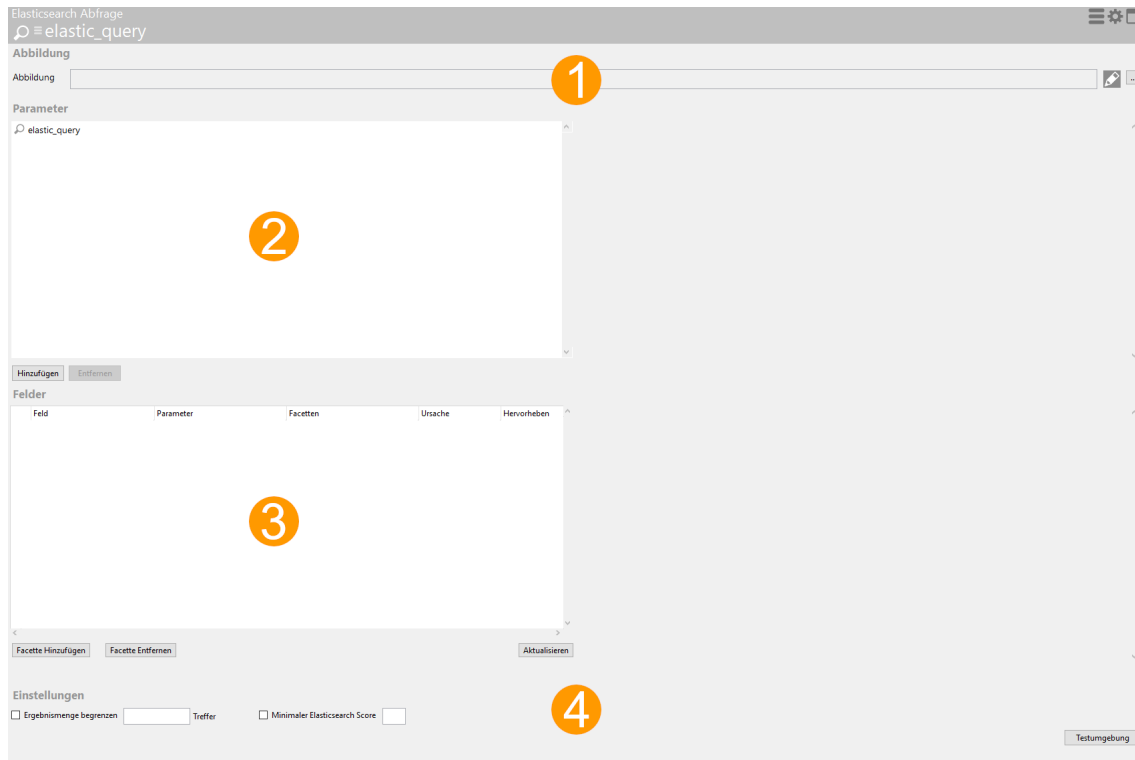 Elasticsearch Abfrage
elastic_query
Abbildung
Abbildung
1
...
Parameter
elastic_query
2
Hinzufügen Entfernen
Felder
Feld Parameter Facetten Ursache Hervorheben
3
Facette Hinzufügen Facette Entfernen Aktualisieren
Einstellungen
4
Ergebnismenge begrenzen Treffer Minimaler Elasticsearch Score
Testumgebung